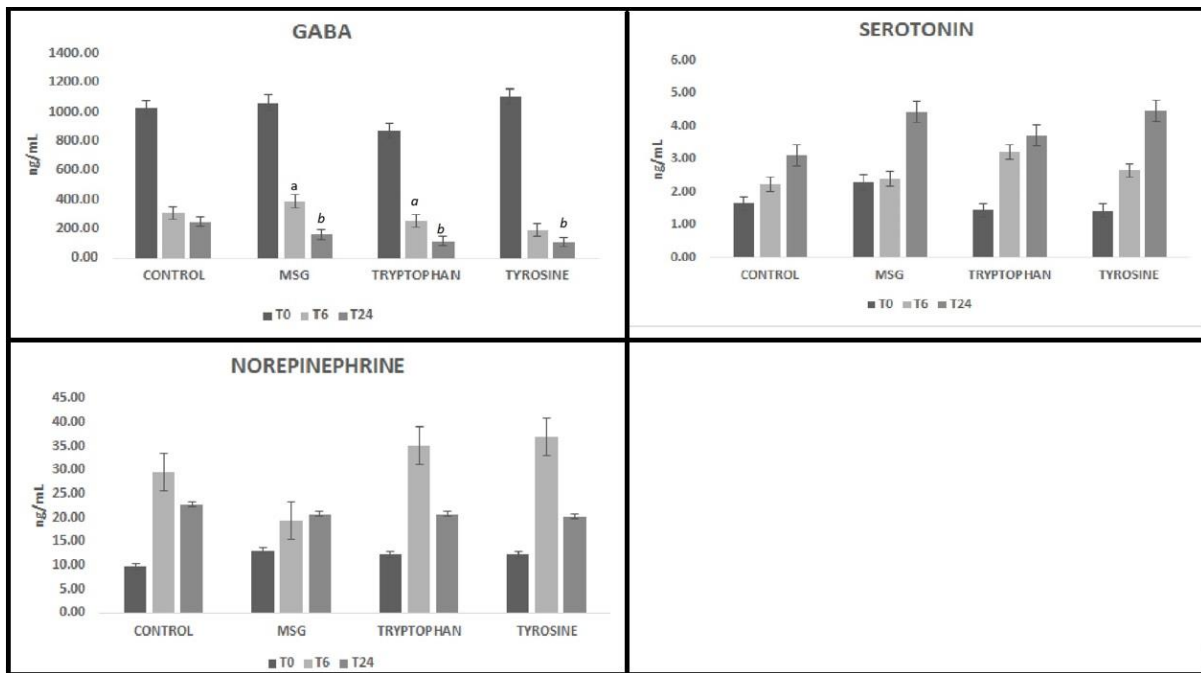 GABA
1400.00
1200.00
1000.00
800.00
600.00
400.00
200.00
0.00
ng/mL
a
b
a
b
b
CONTROL MSG TRYPTOPHAN TYROSINE
T0 T6 T24
SEROTONIN
6.00
5.00
4.00
3.00
2.00
1.00
0.00
ng/mL
CONTROL MSG TRYPTOPHAN TYROSINE
T0 T6 T24
NOREPINEPHRINE
45.00
40.00
35.00
30.00
25.00
20.00
15.00
10.00
5.00
0.00
ng/mL
CONTROL MSG TRYPTOPHAN TYROSINE
T0 T6 T24